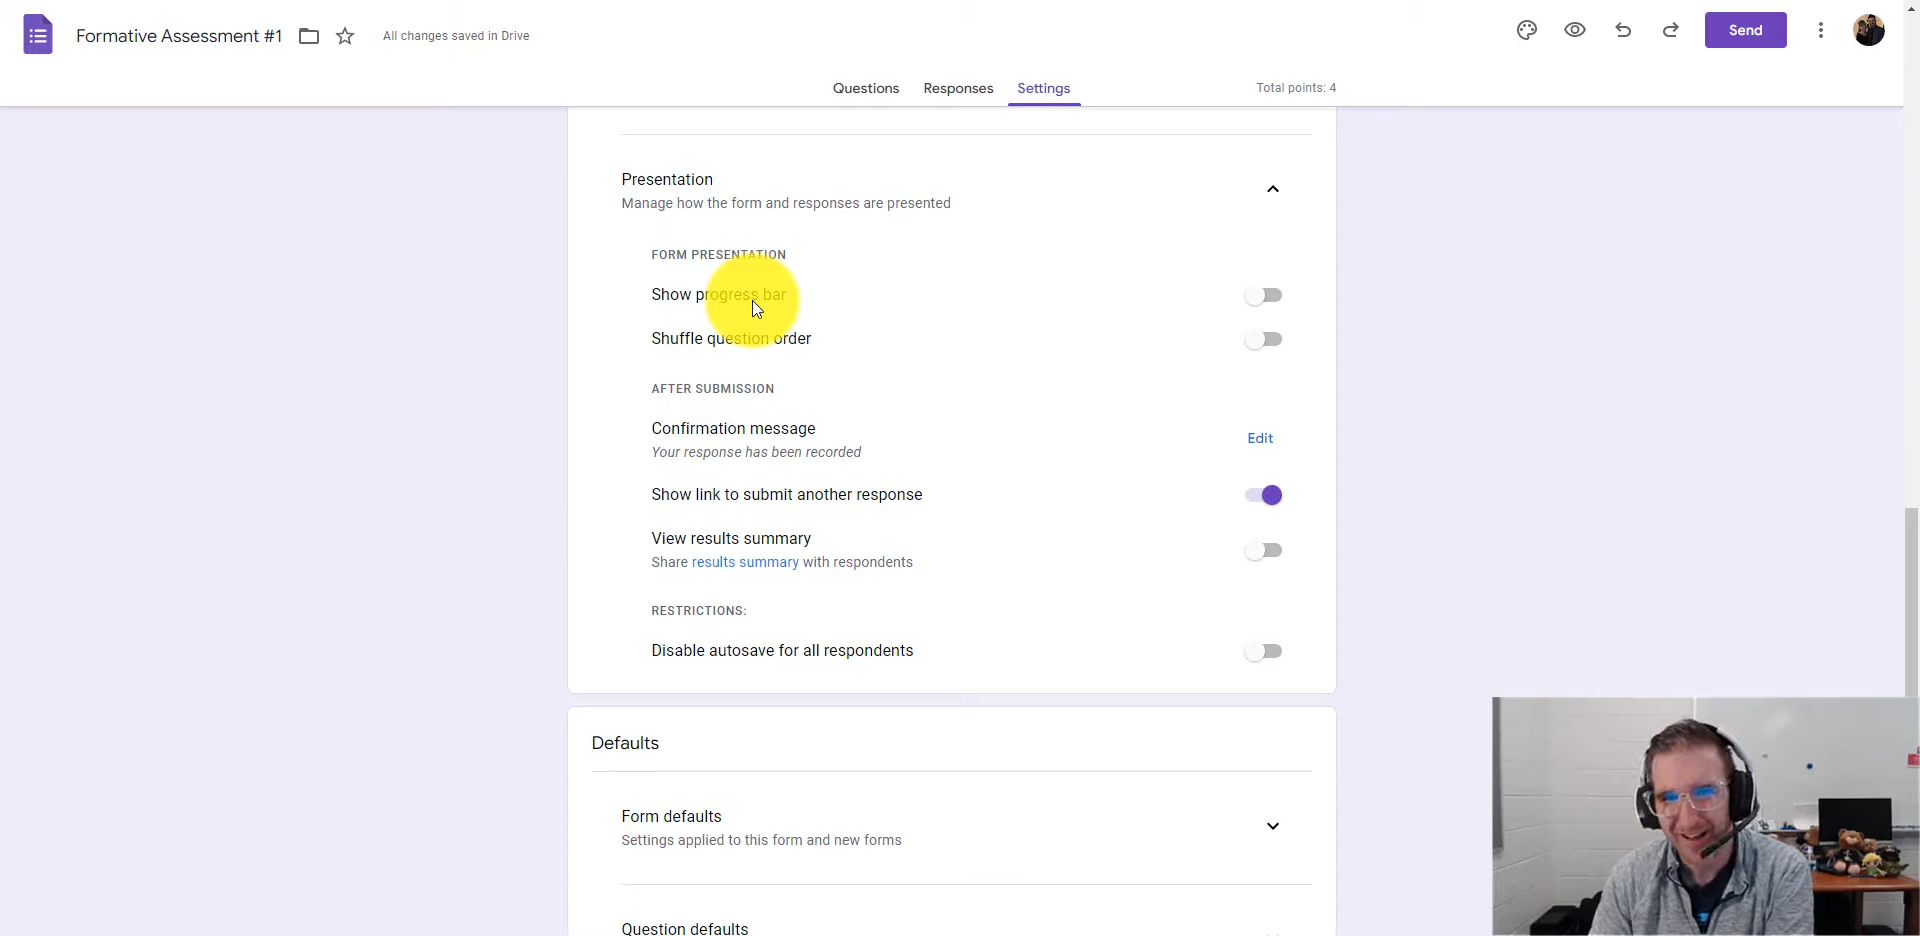 Formative Assessment #1
All changes saved in Drive
Send
Questions
Responses
Settings
Total points: 4
Presentation
Manage how the form and responses are presented
FORM PRESENTATION
Show progress bar
Shuffle question order
AFTER SUBMISSION
Confirmation message
Your response has been recorded
Edit
Show link to submit another response
View results summary
Share results summary with respondents
RESTRICTIONS:
Disable autosave for all respondents
Defaults
Form defaults
Settings applied to this form and new forms
Question defaults